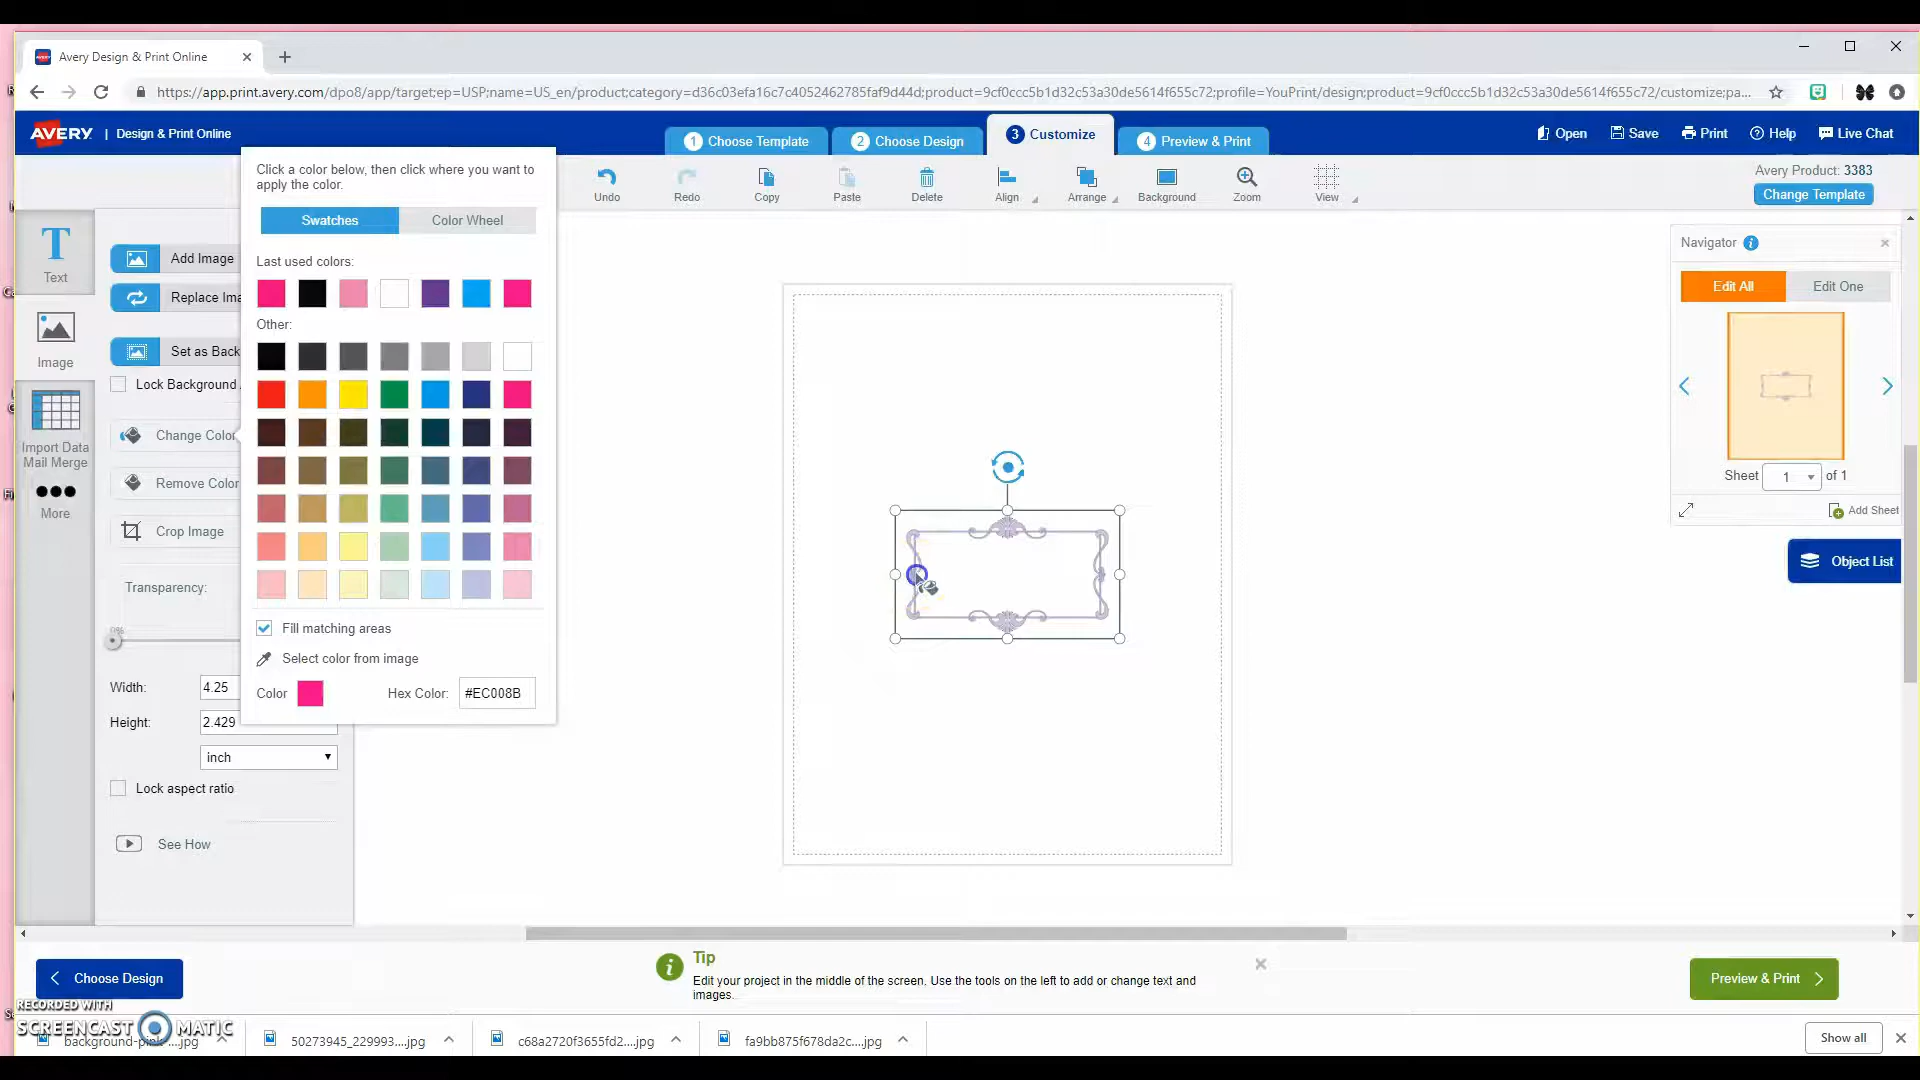 Avery Design & Print Online
https://app.print.avery.com/dpo8/app/target;ep=USP;name=US_en/product;category=d36c03efa16c7c4052462785faf9d44d;product=9cf0ccc5b1d32c53a30de5614f655c72;profile=YouPrint/design;product=9cf0ccc5b1d32c53a30de5614f655c72/customize;pa...
AVERY | Design & Print Online
1 Choose Template
2 Choose Design
3 Customize
4 Preview & Print
Open
Save
Print
Help
Live Chat
Undo
Redo
Copy
Paste
Delete
Align
Arrange
Background
Zoom
View
Avery Product: 3383
Change Template
Text
Image
Import Data
Mail Merge
More
Add Image
Replace Ima
Set as Back
Lock Background
Change Color
Remove Color
Crop Image
Transparency:
0%
Width: 4.25
Height: 2.429
inch
Lock aspect ratio
See How
Click a color below, then click where you want to
apply the color.
Swatches
Color Wheel
Last used colors:
Other:
Fill matching areas
Select color from image
Color
Hex Color: #EC008B
Navigator
Edit All
Edit One
Sheet 1 of 1
Add Sheet
Object List
Choose Design
Tip
Edit your project in the middle of the screen. Use the tools on the left to add or change text and
images.
Preview & Print
RECORDED WITH
SCREENCAST MATIC
background-pink-....jpg
50273945_229993....jpg
c68a2720f3655fd2....jpg
fa9bb875f678da2c....jpg
Show all